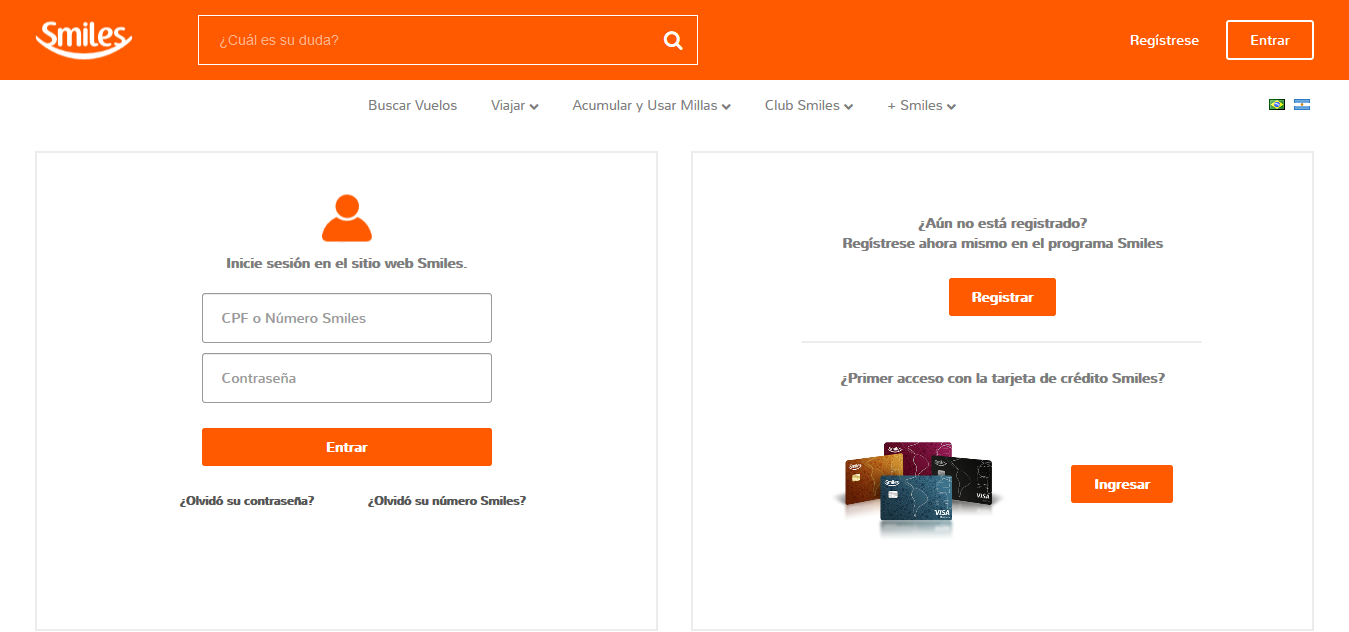 Smiles
¿Cuál es su duda?
Regístrese
Entrar
Buscar Vuelos
Viajar
Acumular y Usar Millas
Club Smiles
+ Smiles
Inicie sesión en el sitio web Smiles.
CPF o Número Smiles
Contraseña
Entrar
¿Olvidó su contraseña?
¿Olvidó su número Smiles?
¿Aún no está registrado?
Regístrese ahora mismo en el programa Smiles
Registrar
¿Primer acceso con la tarjeta de crédito Smiles?
Smiles
Smiles
Smiles
Smiles
VISA
VISA
Ingresar